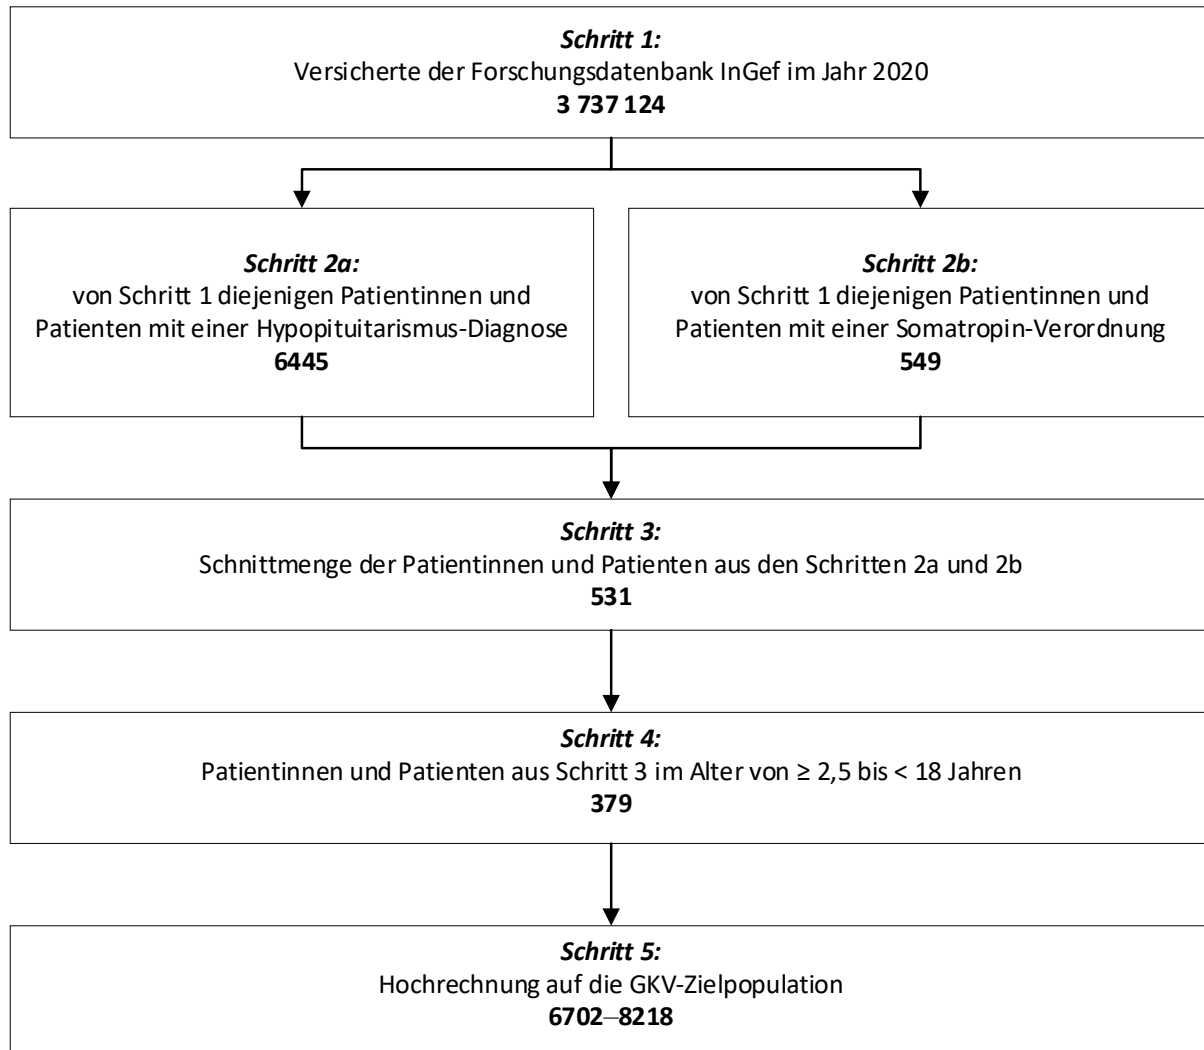 Schritt 1:
Versicherte der Forschungsdatenbank InGef im Jahr 2020
3 737 124
Schritt 2a:
von Schritt 1 diejenigen Patientinnen und
Patienten mit einer Hypopituitarismus-Diagnose
6445
Schritt 2b:
von Schritt 1 diejenigen Patientinnen und
Patienten mit einer Somatropin-Verordnung
549
Schritt 3:
Schnittmenge der Patientinnen und Patienten aus den Schritten 2a und 2b
531
Schritt 4:
Patientinnen und Patienten aus Schritt 3 im Alter von ≥ 2,5 bis < 18 Jahren
379
Schritt 5:
Hochrechnung auf die GKV-Zielpopulation
6702–8218